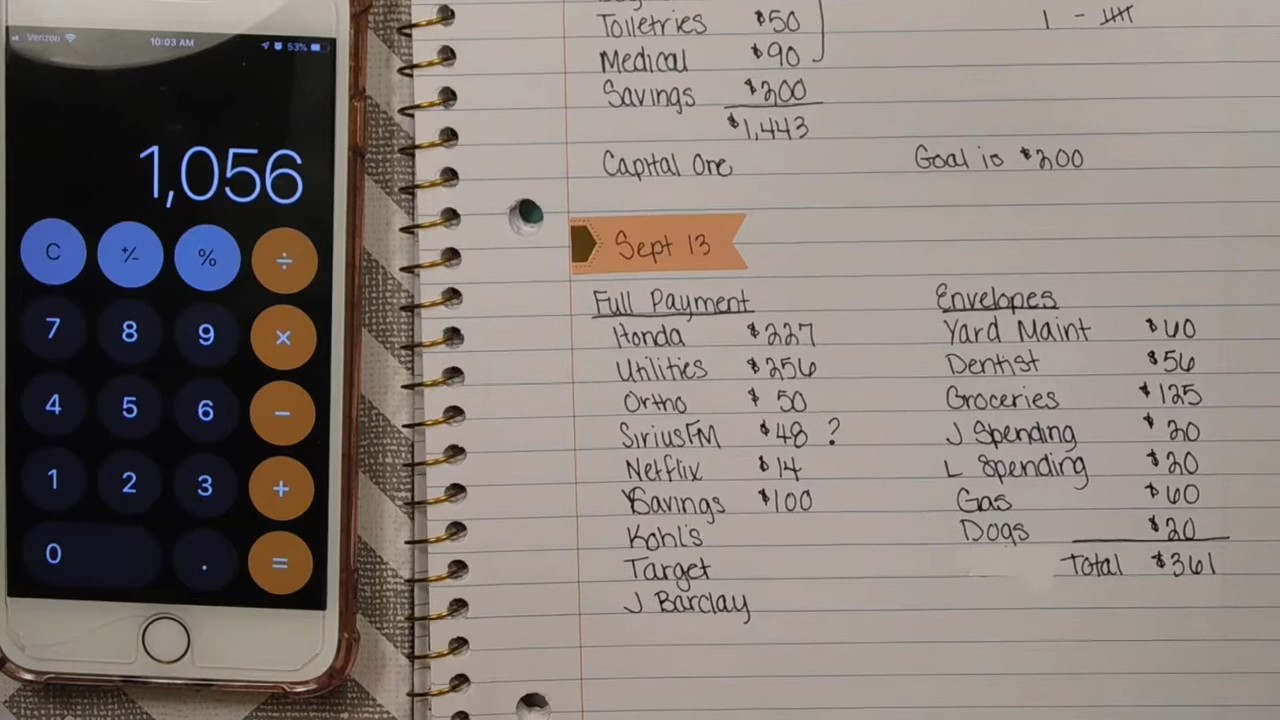 Verizon 10:03 AM 53%
1,056
C +/- % ÷
7 8 9 ×
4 5 6 −
1 2 3 +
0 . =
Toiletries $50
Medical $90
Savings $200
$1,443
1 - 
Capital One Goal is $200
Sept 13
Full Payment
Honda $227
Utilities $256
Ortho $50
SiriusFM $48 ?
Netflix $14
Savings $100
Kohl's
Target
J Barclay
Envelopes
Yard Maint $60
Dentist $56
Groceries $125
J Spending $20
L Spending $20
Gas $60
Dogs $20
Total $361